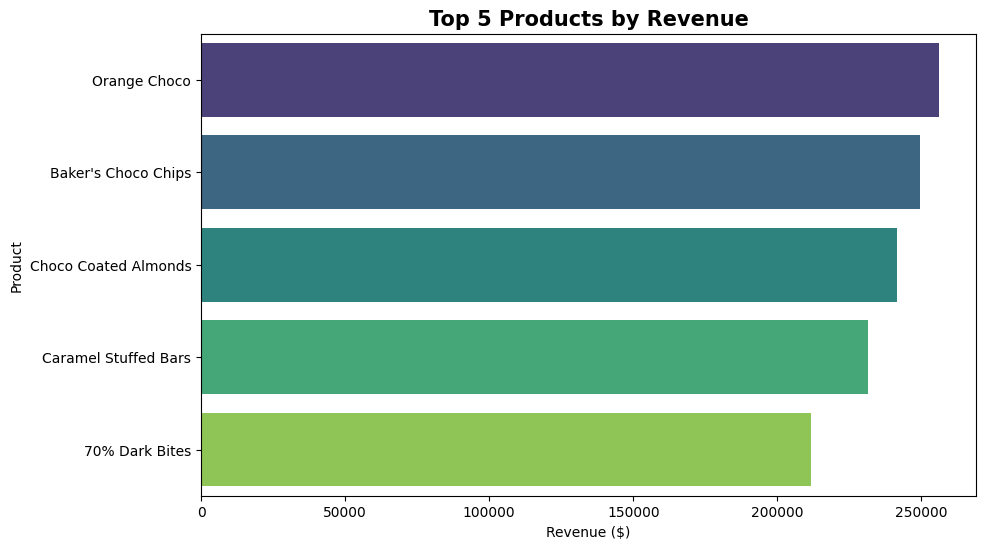 Top 5 Products by Revenue
Product
Orange Choco
Baker's Choco Chips
Choco Coated Almonds
Caramel Stuffed Bars
70% Dark Bites
0 50000 100000 150000 200000 250000
Revenue ($)